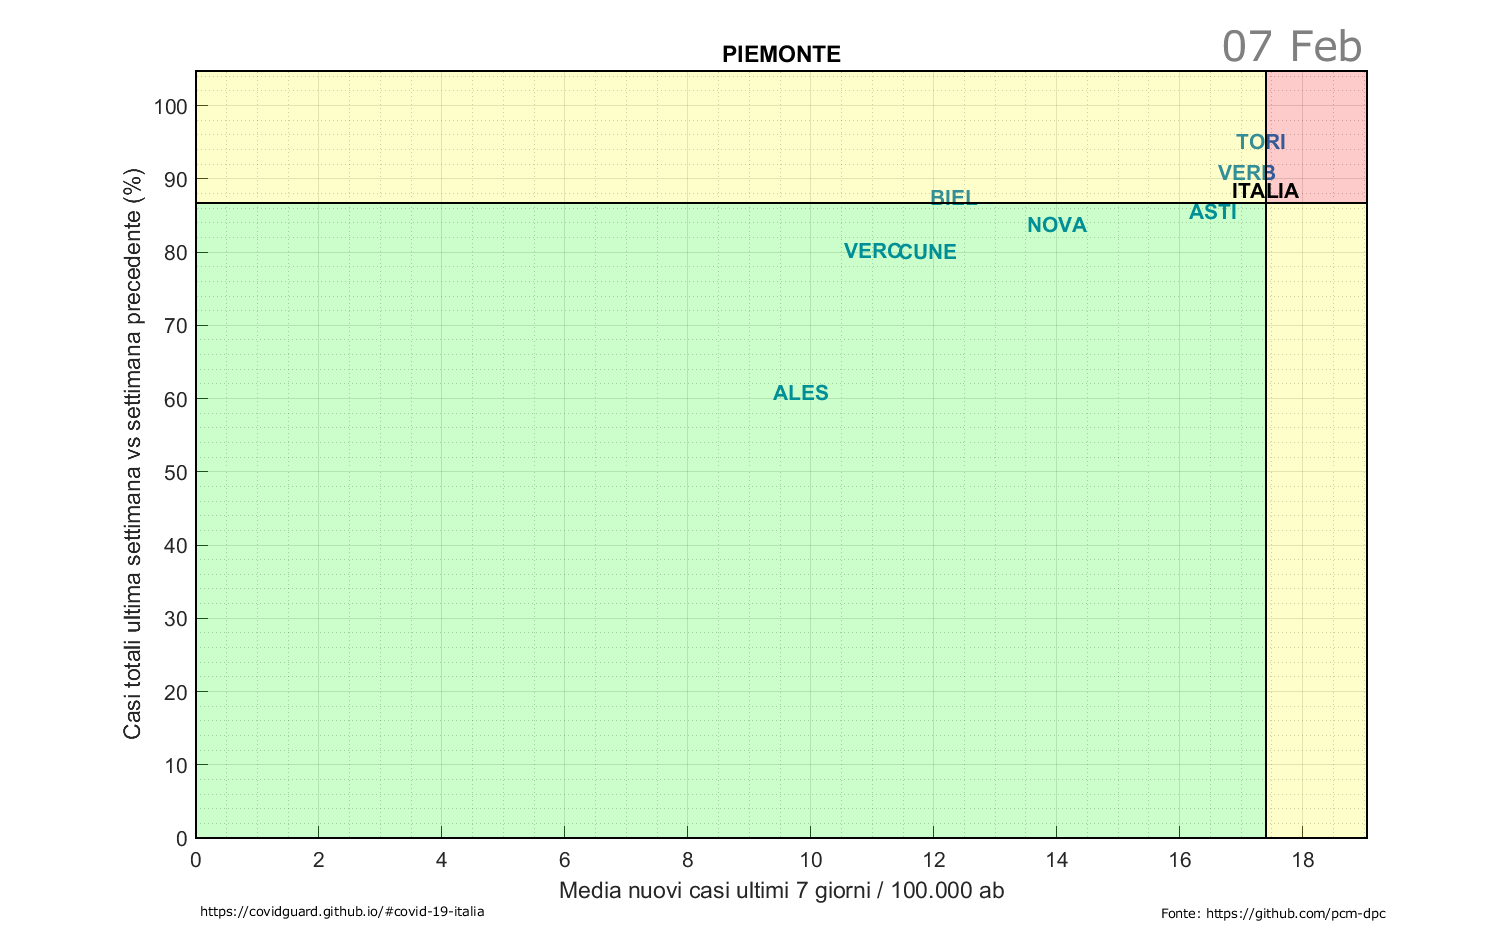 07 Feb
PIEMONTE
Casi totali ultima settimana vs settimana precedente (%)
100
90
80
70
60
50
40
30
20
10
0
TORI
VERB
ITALIA
BIEL
ASTI
NOVA
VERC
CUNE
ALES
0 2 4 6 8 10 12 14 16 18
Media nuovi casi ultimi 7 giorni / 100.000 ab
https://covidguard.github.io/#covid-19-italia
Fonte: https://github.com/pcm-dpc